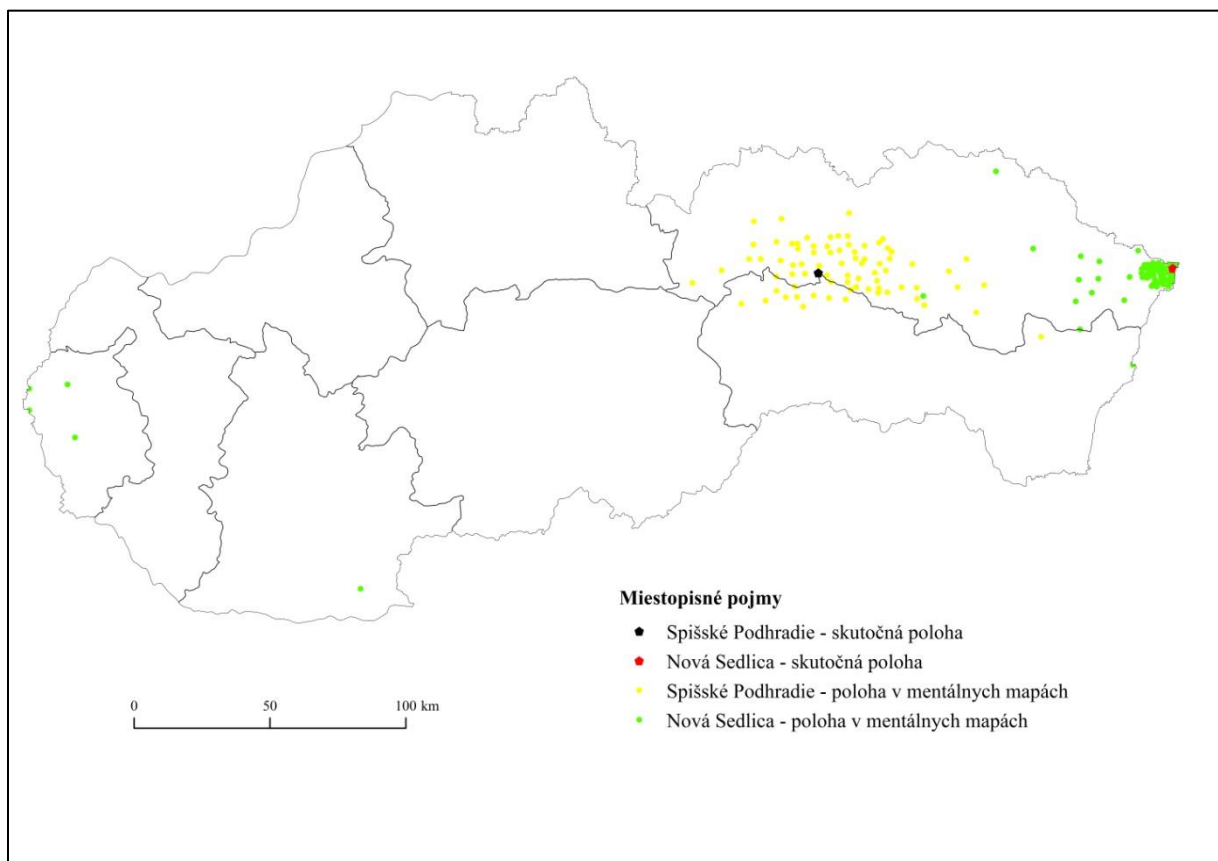 Miestopisné pojmy
Spišské Podhradie - skutočná poloha
Nová Sedlica - skutočná poloha
Spišské Podhradie - poloha v mentálnych mapách
Nová Sedlica - poloha v mentálnych mapách
0 50 100 km